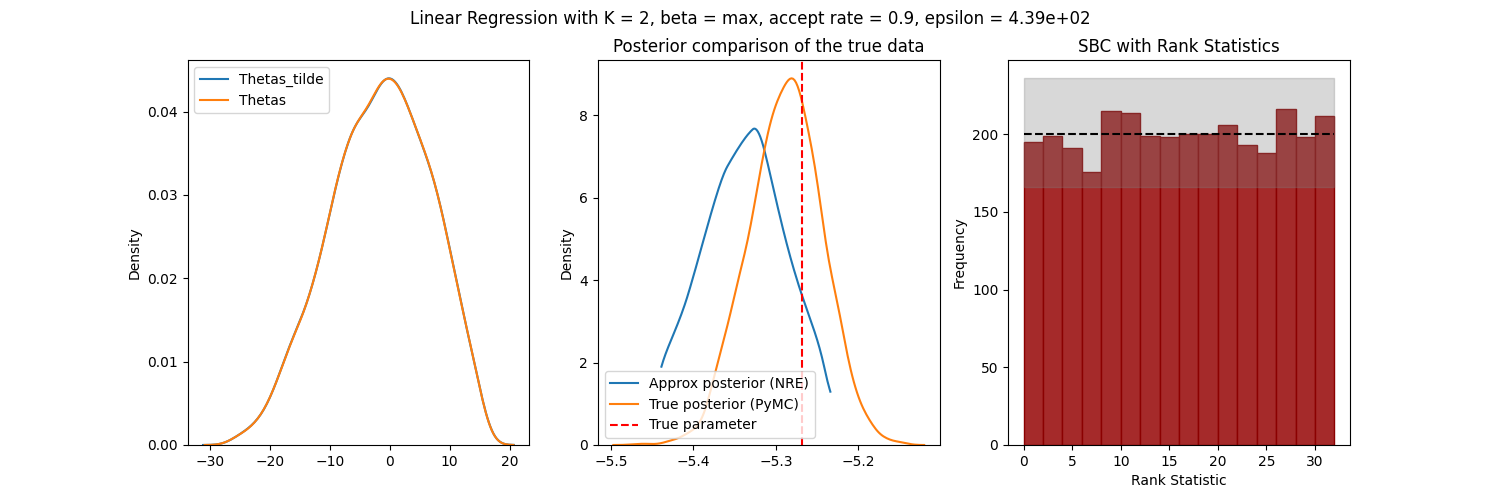 Linear Regression with K = 2, beta = max, accept rate = 0.9, epsilon = 4.39e+02
Thetas_tilde
Thetas
Density
0.00
0.01
0.02
0.03
0.04
−30
−20
−10
0
10
20
Posterior comparison of the true data
Density
0
2
4
6
8
Approx posterior (NRE)
True posterior (PyMC)
True parameter
−5.5
−5.4
−5.3
−5.2
SBC with Rank Statistics
Frequency
0
50
100
150
200
0
5
10
15
20
25
30
Rank Statistic